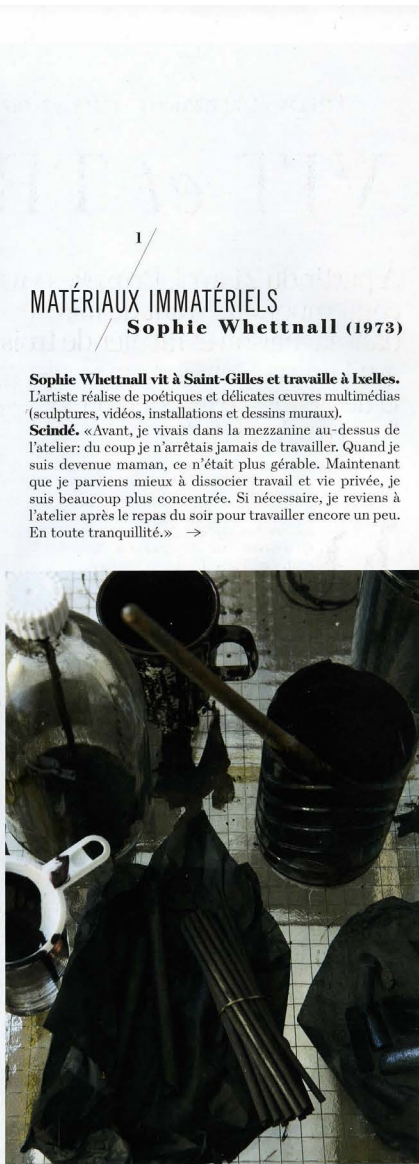 1
MATÉRIAUX IMMATÉRIELS
Sophie Whettnall (1973)
Sophie Whettnall vit à Saint-Gilles et travaille à Ixelles.
L'artiste réalise de poétiques et délicates œuvres multimédias
(sculptures, vidéos, installations et dessins muraux).
Scindé. «Avant, je vivais dans la mezzanine au-dessus de
l'atelier: du coup je n'arrêtais jamais de travailler. Quand je
suis devenue maman, ce n'était plus gérable. Maintenant
que je parviens mieux à dissocier travail et vie privée, je
suis beaucoup plus concentrée. Si nécessaire, je reviens à
l'atelier après le repas du soir pour travailler encore un peu.
En toute tranquillité.» →